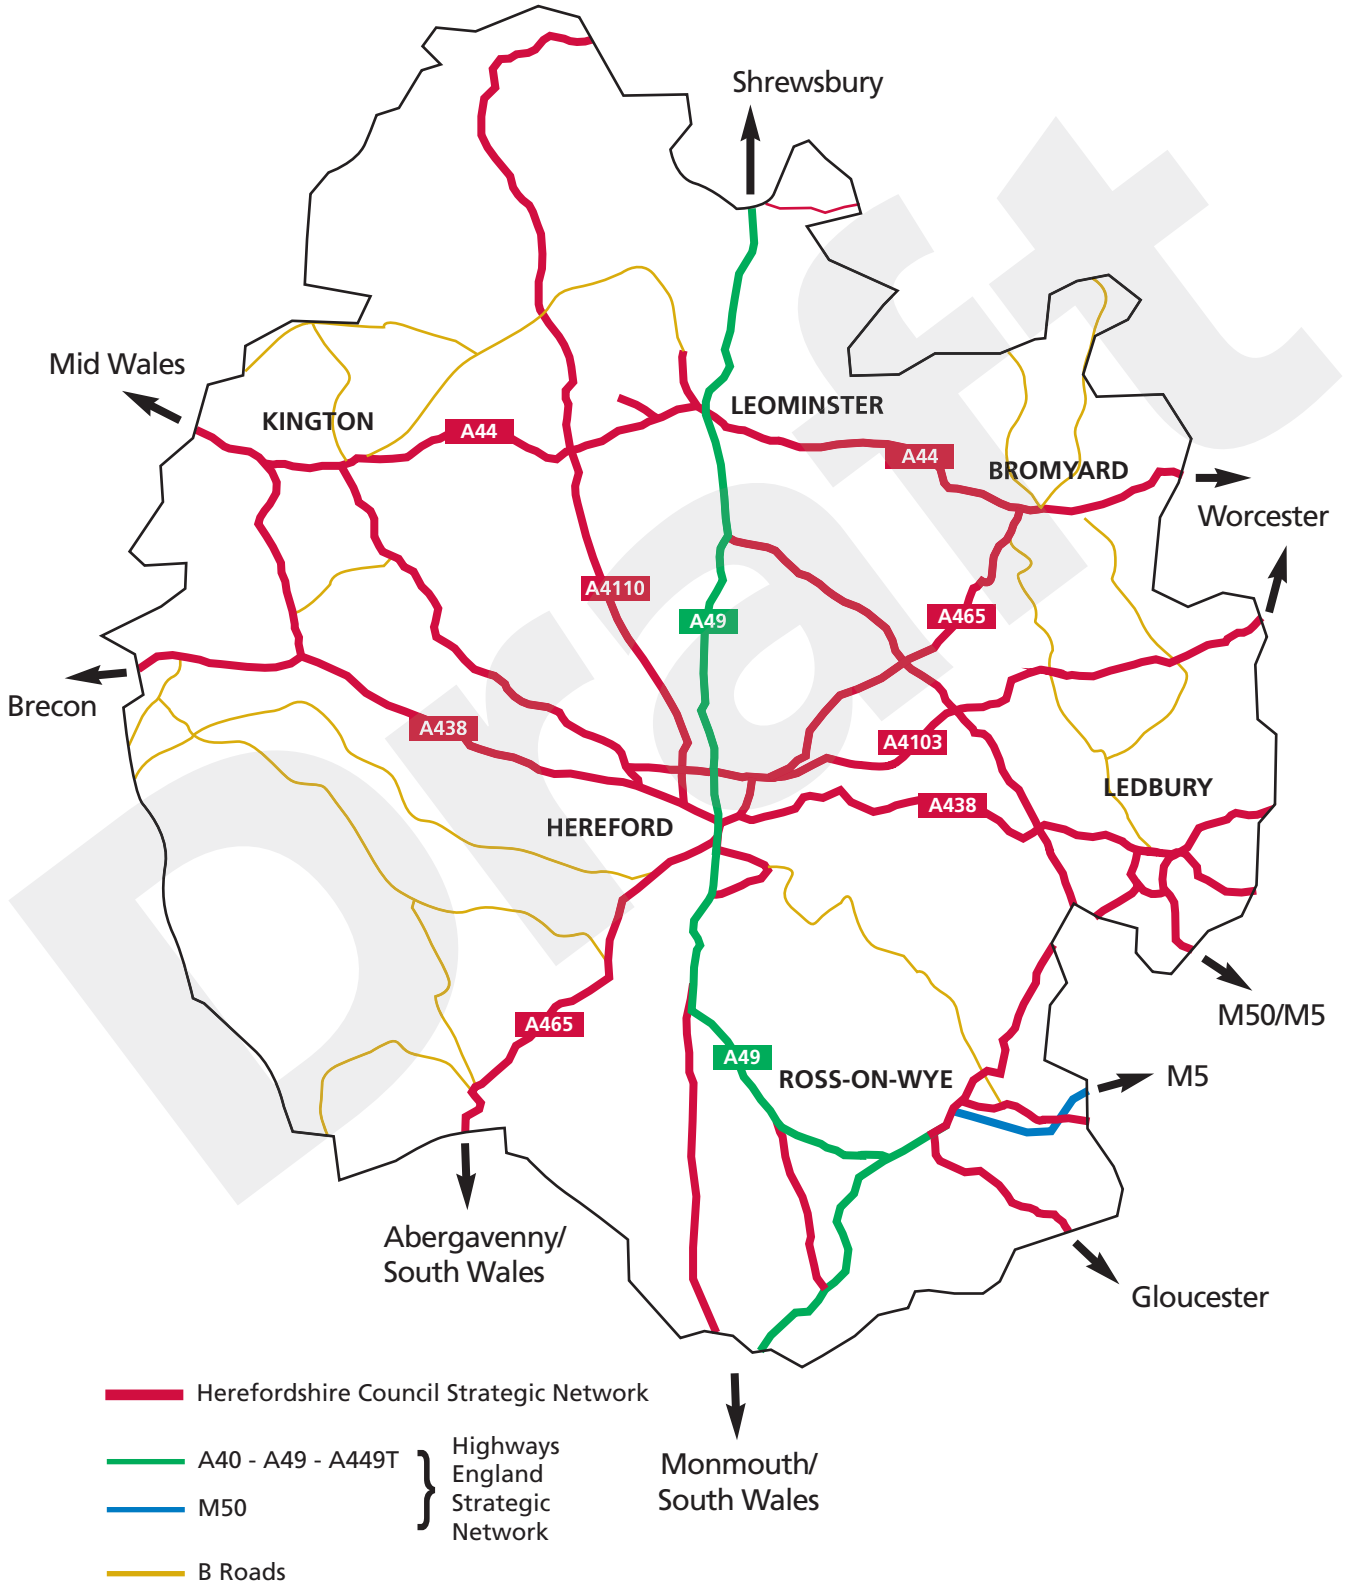 Shrewsbury
Mid Wales
KINGTON
LEOMINSTER
A44
A44
BROMYARD
Worcester
A4110
A49
A465
Brecon
A438
A4103
LEDBURY
A438
HEREFORD
A465
M50/M5
A49
ROSS-ON-WYE
M5
Abergavenny/
South Wales
Gloucester
Monmouth/
South Wales
Herefordshire Council Strategic Network
A40 - A49 - A449T
Highways
England
Strategic
Network
M50
B Roads
Draft